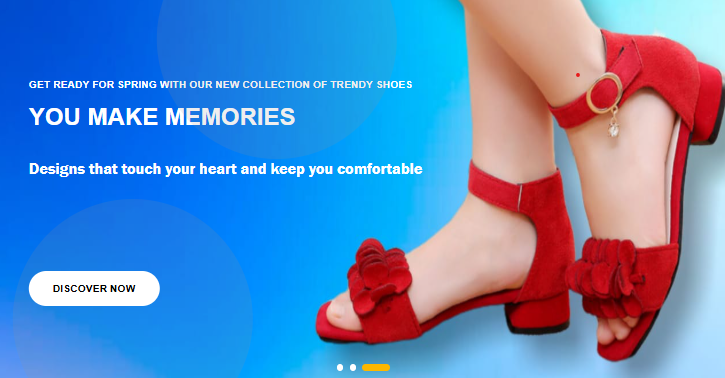 GET READY FOR SPRING WITH OUR NEW COLLECTION OF TRENDY SHOES
YOU MAKE MEMORIES
Designs that touch your heart and keep you comfortable
DISCOVER NOW